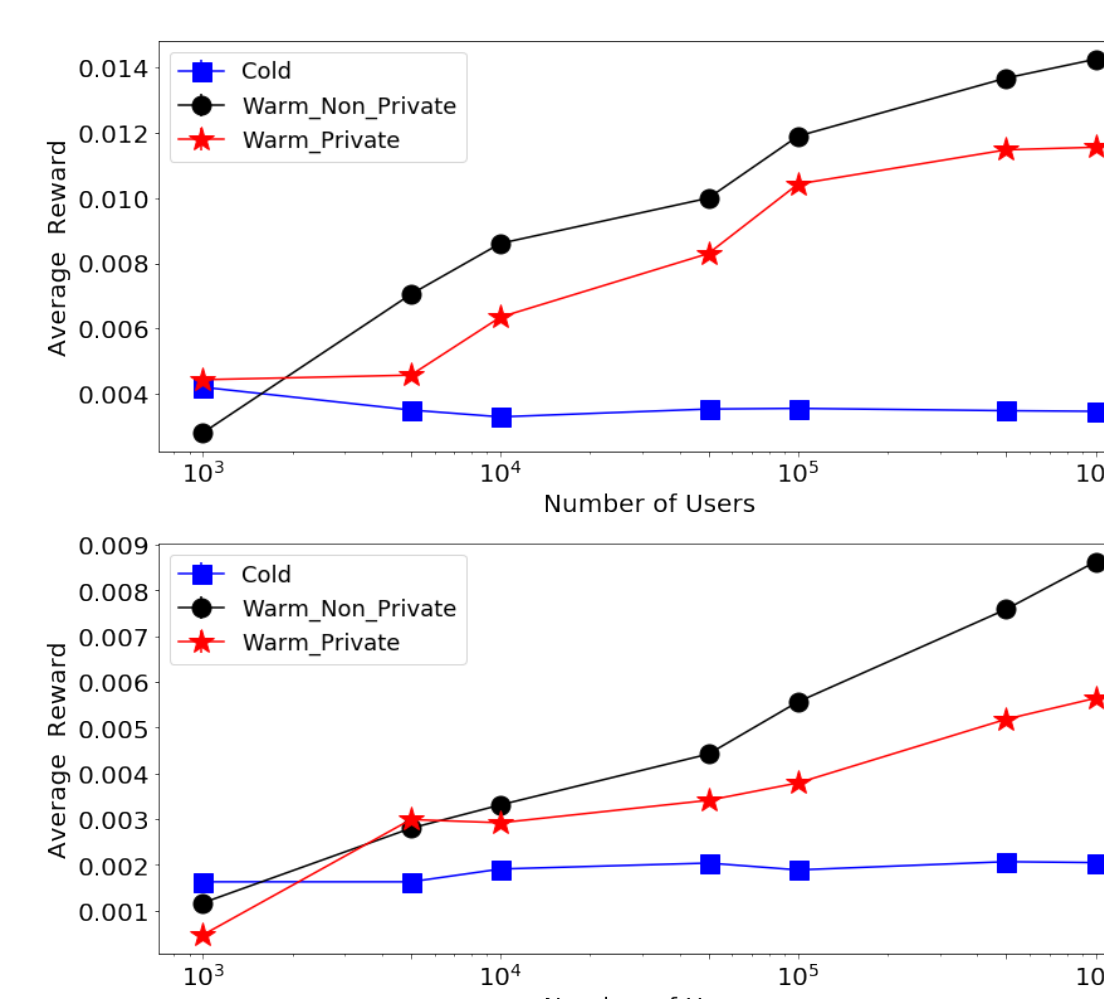 Cold
Warm_Non_Private
Warm_Private
0.014
0.012
0.010
0.008
0.006
0.004
Average Reward
10³ 10⁴ 10⁵ 10
Number of Users
Cold
Warm_Non_Private
Warm_Private
0.009
0.008
0.007
0.006
0.005
0.004
0.003
0.002
0.001
Average Reward
10³ 10⁴ 10⁵ 10